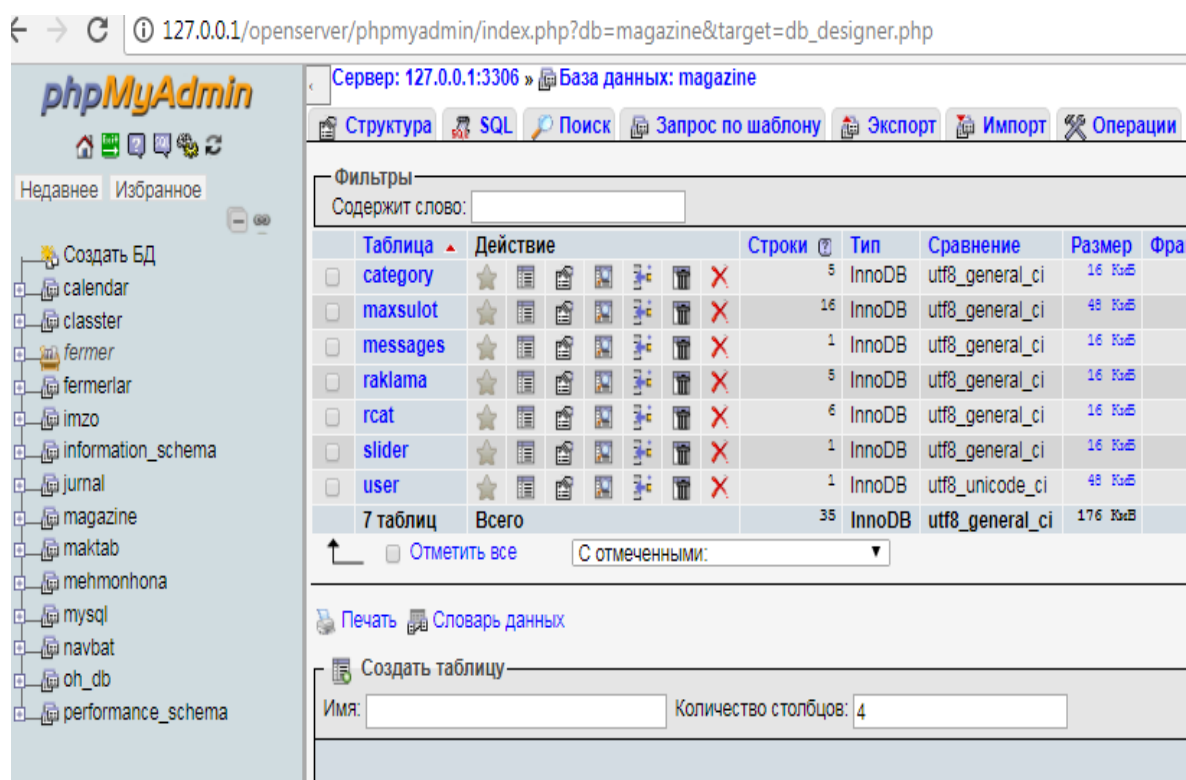 127.0.0.1/openserver/phpmyadmin/index.php?db=magazine&target=db_designer.php
phpMyAdmin
Недавнее Избранное
Создать БД
calendar
classter
fermer
fermerlar
imzo
information_schema
jurnal
magazine
maktab
mehmonhona
mysql
navbat
oh_db
performance_schema
Сервер: 127.0.0.1:3306 » База данных: magazine
Структура SQL Поиск Запрос по шаблону Экспорт Импорт Операции
Фильтры
Содержит слово:
Таблица Действие Строки Тип Сравнение Размер Фра
category 5 InnoDB utf8_general_ci 16 КиБ
maxsulot 16 InnoDB utf8_general_ci 48 КиБ
messages 1 InnoDB utf8_general_ci 16 КиБ
raklama 5 InnoDB utf8_general_ci 16 КиБ
rcat 6 InnoDB utf8_general_ci 16 КиБ
slider 1 InnoDB utf8_general_ci 16 КиБ
user 1 InnoDB utf8_unicode_ci 48 КиБ
7 таблиц Всего 35 InnoDB utf8_general_ci 176 КиБ
Отметить все С отмеченными:
Печать Словарь данных
Создать таблицу
Имя: Количество столбцов: 4